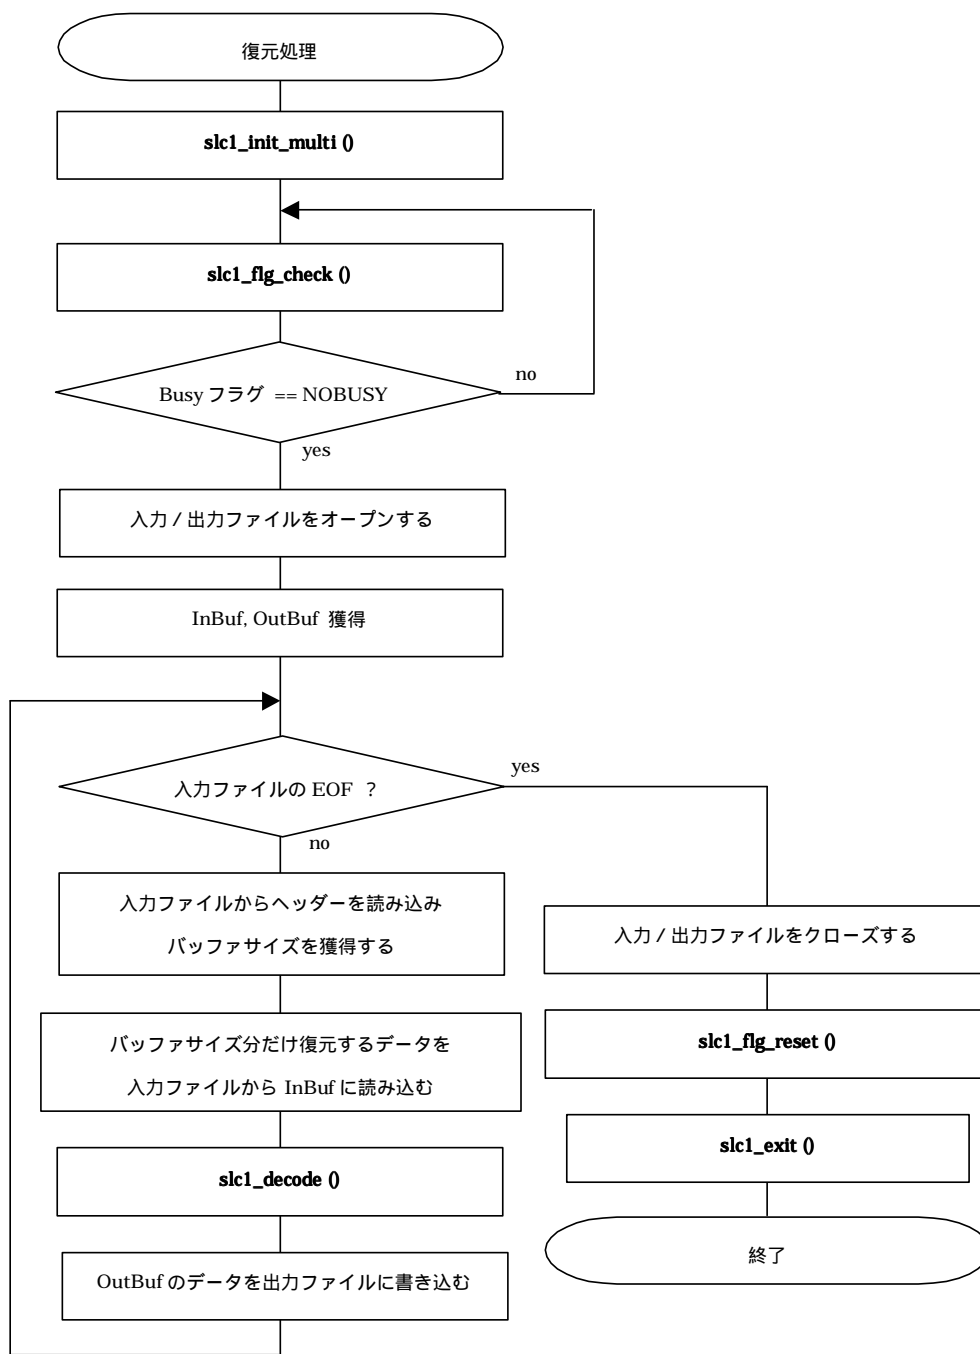 復元処理
slc1_init_multi ()
slc1_flg_check ()
Busy フラグ == NOBUSY
no
yes
入力 / 出力ファイルをオープンする
InBuf, OutBuf 獲得
入力ファイルの EOF ？
yes
no
入力ファイルからヘッダーを読み込み
バッファサイズを獲得する
バッファサイズ分だけ復元するデータを
入力ファイルから InBuf に読み込む
slc1_decode ()
OutBuf のデータを出力ファイルに書き込む
入力 / 出力ファイルをクローズする
slc1_flg_reset ()
slc1_exit ()
終了